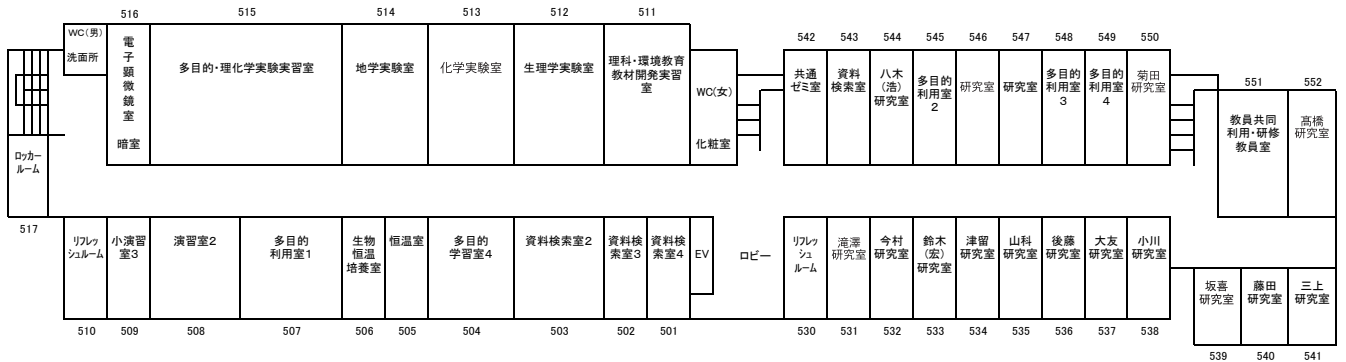 516
515
514
513
512
511
WC(男)
洗面所
電
子
顕
微
鏡
室
暗室
多目的・理化学実験実習室
地学実験室
化学実験室
生理学実験室
理科・環境教育
教材開発実習
室
WC(女)
化粧室
542
543
544
545
546
547
548
549
550
共通
ゼミ室
資料
検索室
八木
(浩)
研究室
多目的
利用室
2
研究室
研究室
多目的
利用室
3
多目的
利用室
4
菊田
研究室
551
552
教員共同
利用・研修
教員室
髙橋
研究室
ロッカー
ルーム
517
リフレッ
シュルーム
小演習
室3
演習室2
多目的
利用室1
生物
恒温
培養室
恒温室
多目的
学習室4
資料検索室2
資料検
索室3
資料検
索室4
EV
ロビー
リフレッ
シュ
ルーム
滝澤
研究室
今村
研究室
鈴木
(宏)
研究室
津留
研究室
山科
研究室
後藤
研究室
大友
研究室
小川
研究室
坂喜
研究室
藤田
研究室
三上
研究室
510
509
508
507
506
505
504
503
502
501
530
531
532
533
534
535
536
537
538
539
540
541